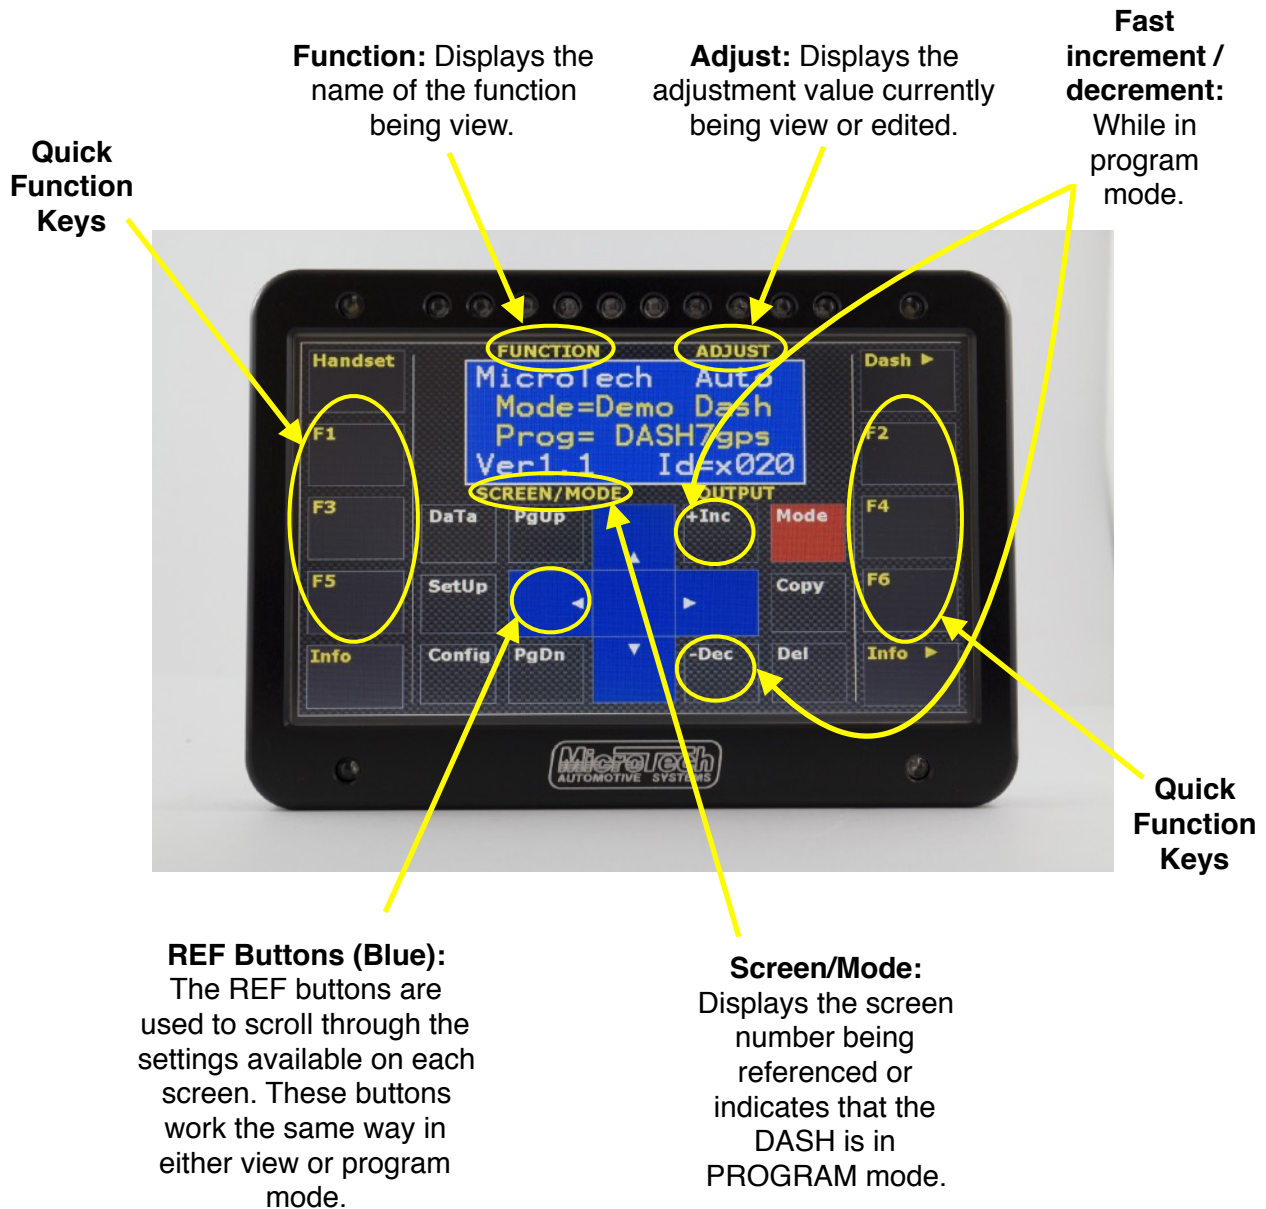 Function: Displays the
name of the function
being view.
Adjust: Displays the
adjustment value currently
being view or edited.
Fast
increment /
decrement:
While in
program
mode.
Quick
Function
Keys
FUNCTION
ADJUST
Handset
MicroTech Auto
Mode=Demo Dash
Prog= DASH7gps
Ver1.1 Id=x020
Dash ►
F1
F2
SCREEN/MODE
OUTPUT
F3
DaTa
PgUp
▲
+Inc
Mode
F4
F5
SetUp
◄
►
Copy
F6
Info
Config
PgDn
▼
-Dec
Del
Info ►
MicroTech
AUTOMOTIVE SYSTEMS
Quick
Function
Keys
REF Buttons (Blue):
The REF buttons are
used to scroll through the
settings available on each
screen. These buttons
work the same way in
either view or program
mode.
Screen/Mode:
Displays the screen
number being
referenced or
indicates that the
DASH is in
PROGRAM mode.